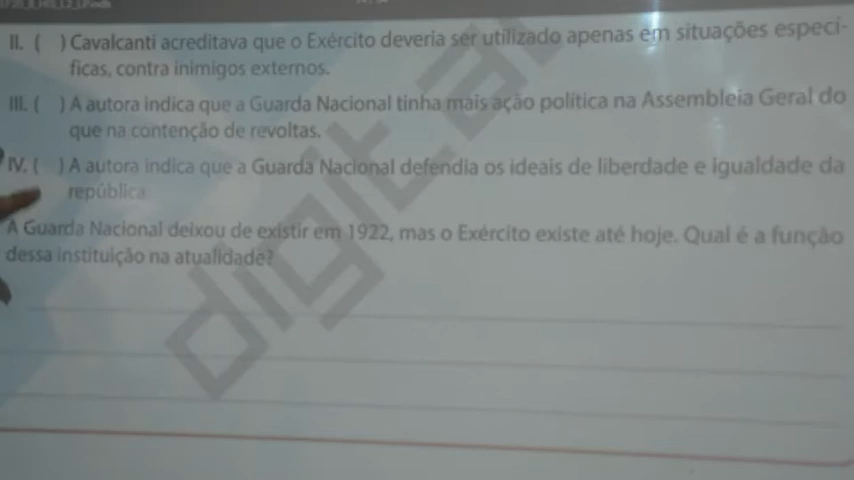 II. ( ) Cavalcanti acreditava que o Exército deveria ser utilizado apenas em situações especí-
ficas, contra inimigos externos.
III. ( ) A autora indica que a Guarda Nacional tinha mais ação política na Assembleia Geral do
que na contenção de revoltas.
IV. ( ) A autora indica que a Guarda Nacional defendia os ideais de liberdade e igualdade da
república
A Guarda Nacional deixou de existir em 1922, mas o Exército existe até hoje. Qual é a função
dessa instituição na atualidade?
digital